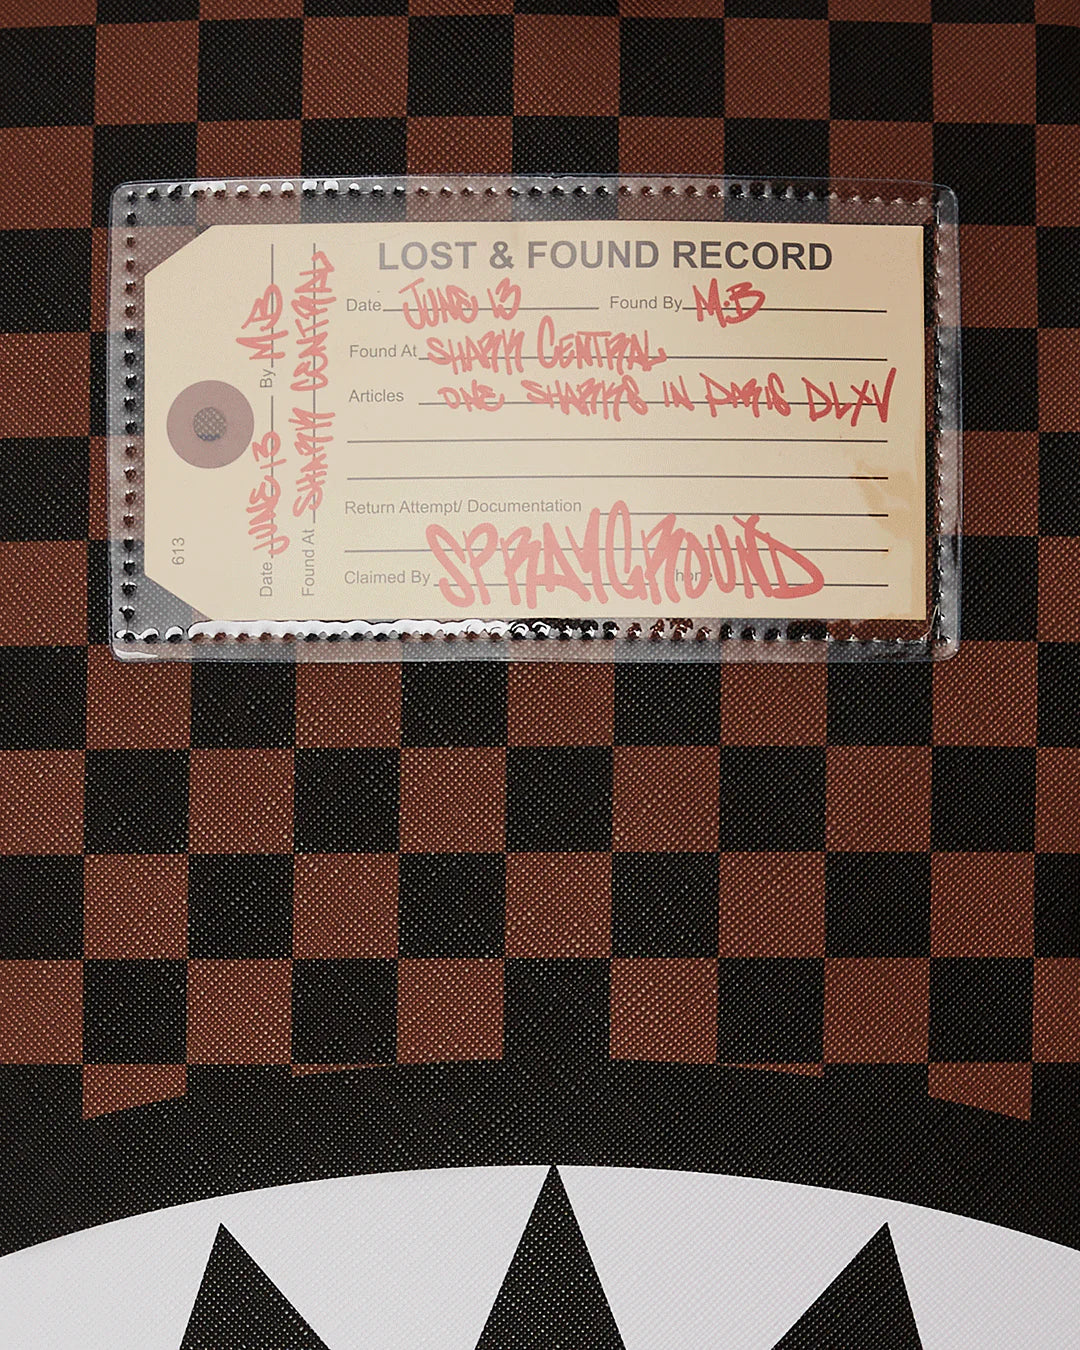 LOST & FOUND RECORD
Date JUNE 13 Found By M.B
Found At SHARK CENTRAL
Articles ONE SHARKS IN PARIS DLXV
Return Attempt/ Documentation
Claimed By SPRAYGROUND
Date JUNE 13 By M.B
Found At SHARK CENTRAL
613